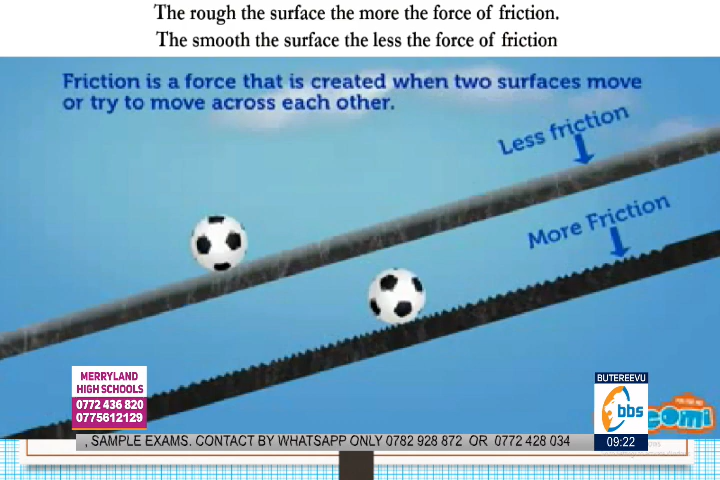 The rough the surface the more the force of friction.
The smooth the surface the less the force of friction
Friction is a force that is created when two surfaces move
or try to move across each other.
Less friction
More Friction
MERRYLAND
HIGH SCHOOLS
0772 436 820
0775612129
BUTEREEVU
bbs
09:22
, SAMPLE EXAMS. CONTACT BY WHATSAPP ONLY 0782 928 872 OR 0772 428 034